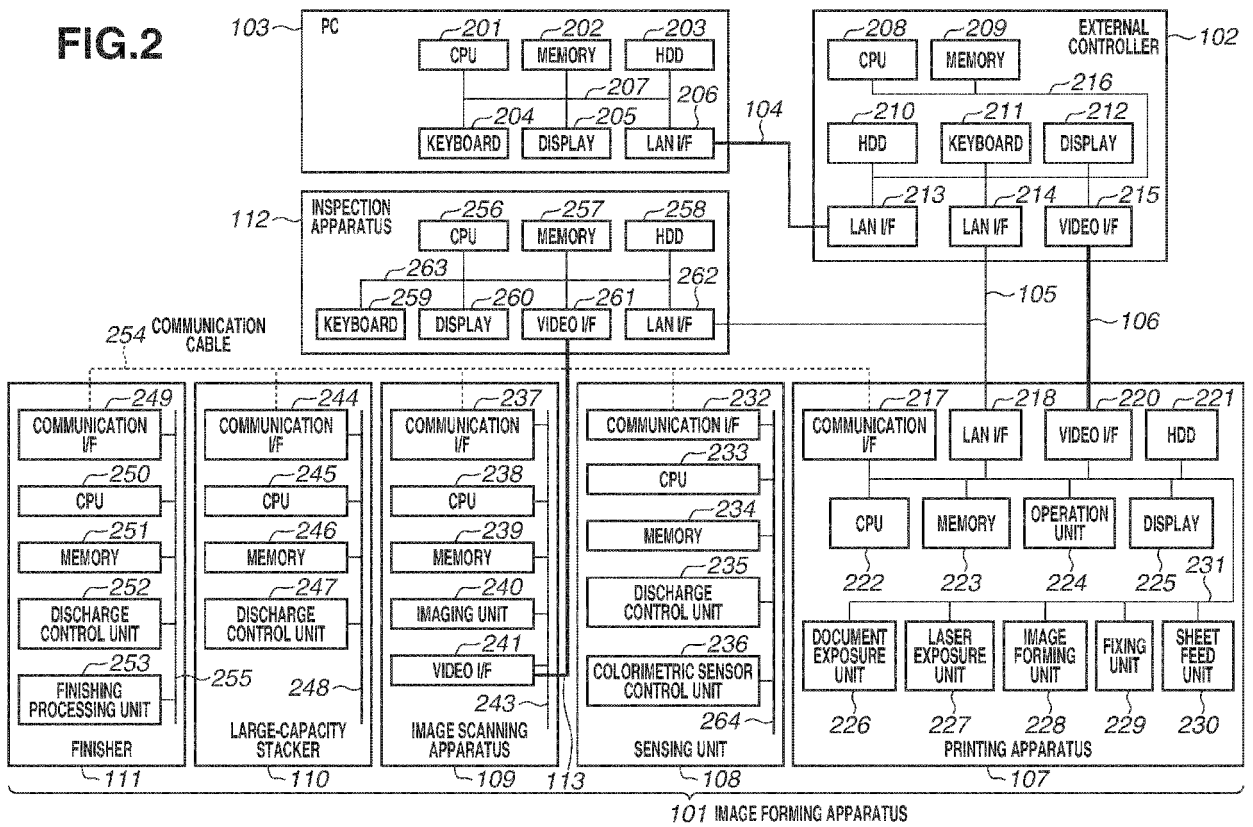 FIG.2
103
PC
201
202
203
CPU
MEMORY
HDD
207
206
204
205
KEYBOARD
DISPLAY
LAN I/F
104
EXTERNAL
CONTROLLER
102
208
209
CPU
MEMORY
216
210
211
212
HDD
KEYBOARD
DISPLAY
213
214
215
LAN I/F
LAN I/F
VIDEO I/F
105
106
112
INSPECTION
APPARATUS
256
257
258
CPU
MEMORY
HDD
263
262
259
260
261
KEYBOARD
DISPLAY
VIDEO I/F
LAN I/F
254
COMMUNICATION
CABLE
249
COMMUNICATION
I/F
250
CPU
251
MEMORY
252
DISCHARGE
CONTROL UNIT
253
FINISHING
PROCESSING UNIT
255
FINISHER
111
244
COMMUNICATION
I/F
245
CPU
246
MEMORY
247
DISCHARGE
CONTROL UNIT
248
LARGE-CAPACITY
STACKER
110
237
COMMUNICATION
I/F
238
CPU
239
MEMORY
240
IMAGING UNIT
241
VIDEO I/F
243
IMAGE SCANNING
APPARATUS
109
113
232
COMMUNICATION I/F
233
CPU
234
MEMORY
235
DISCHARGE
CONTROL UNIT
236
COLORIMETRIC SENSOR
CONTROL UNIT
264
SENSING UNIT
108
217
218
220
221
COMMUNICATION
I/F
LAN I/F
VIDEO I/F
HDD
CPU
MEMORY
OPERATION
UNIT
DISPLAY
222
223
224
225
231
DOCUMENT
EXPOSURE
UNIT
LASER
EXPOSURE
UNIT
IMAGE
FORMING
UNIT
FIXING
UNIT
SHEET
FEED
UNIT
226
227
228
229
230
PRINTING APPARATUS
107
101 IMAGE FORMING APPARATUS